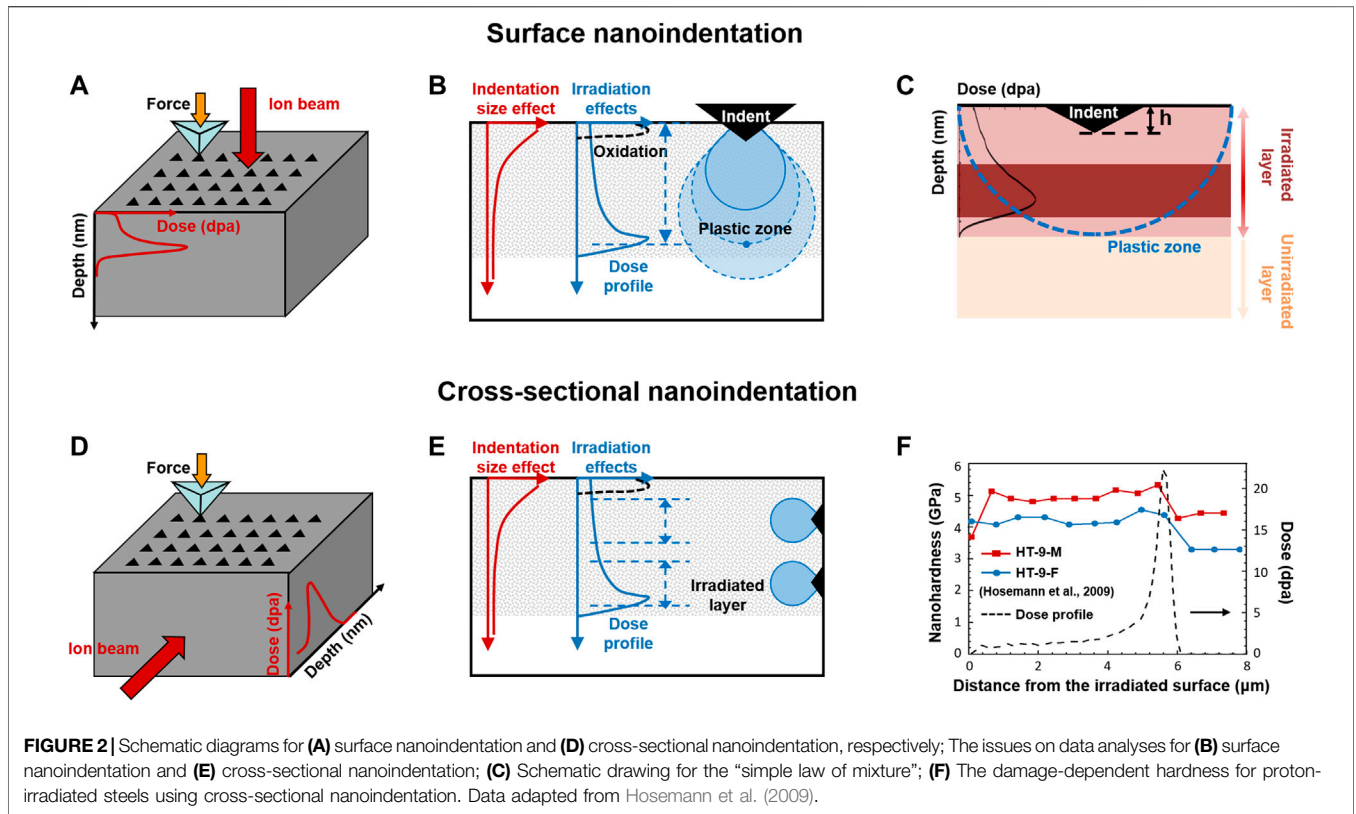 Surface nanoindentation
A
Force
Ion beam
Dose (dpa)
Depth (nm)
B
Indentation
size effect
Irradiation
effects
Indent
Oxidation
Plastic zone
Dose
profile
C
Dose (dpa)
Depth (nm)
Indent
h
Plastic zone
Irradiated
layer
Unirradiated
layer
Cross-sectional nanoindentation
D
Force
Ion beam
Dose (dpa)
Depth (nm)
E
Indentation
size effect
Irradiation
effects
Irradiated
layer
Dose
profile
F
Nanohardness (GPa)
6
5
4
3
2
1
0
HT-9-M
HT-9-F
(Hosemann et al., 2009)
Dose profile
20
15
10
5
0
Dose (dpa)
0 2 4 6 8
Distance from the irradiated surface (μm)
FIGURE 2 | Schematic diagrams for (A) surface nanoindentation and (D) cross-sectional nanoindentation, respectively; The issues on data analyses for (B) surface
nanoindentation and (E) cross-sectional nanoindentation; (C) Schematic drawing for the “simple law of mixture”; (F) The damage-dependent hardness for proton-
irradiated steels using cross-sectional nanoindentation. Data adapted from Hosemann et al. (2009).